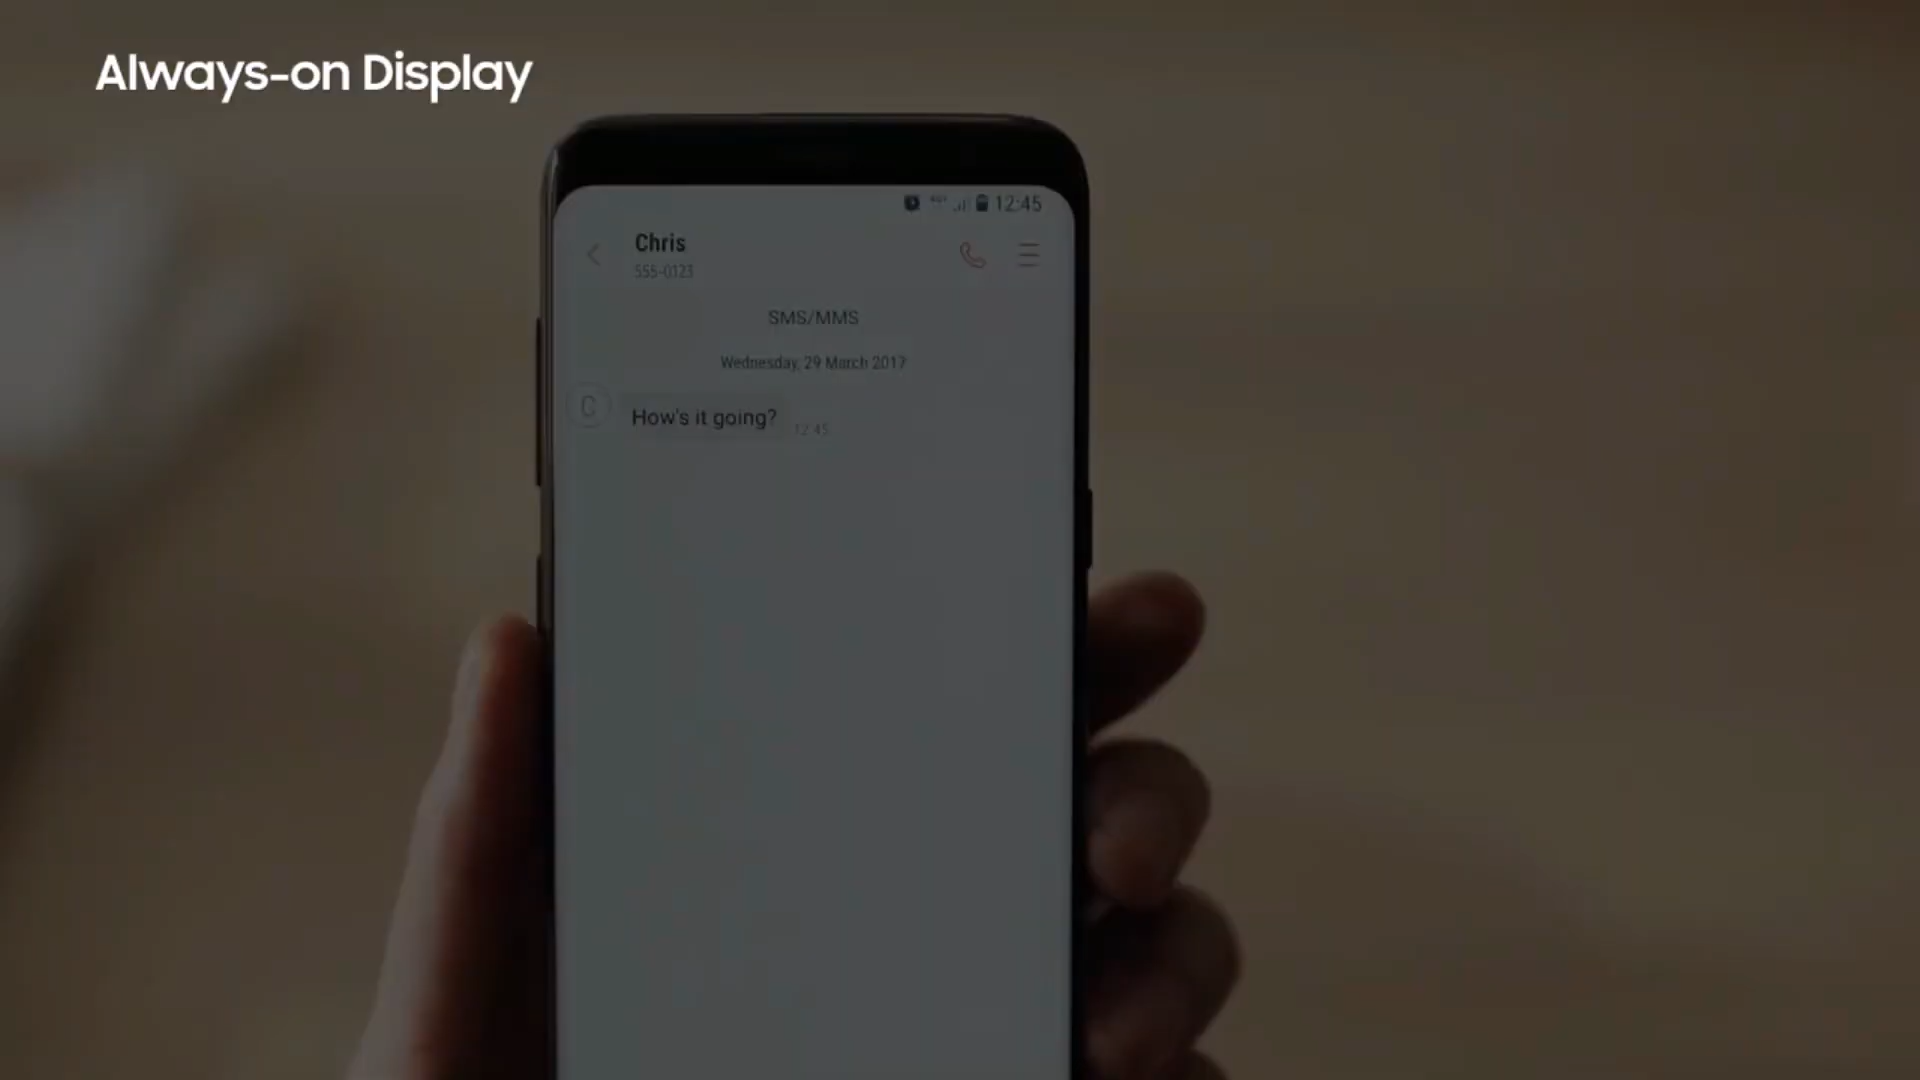 Always-on Display
12:45
Chris
555-0123
SMS/MMS
Wednesday, 29 March 2017
C
How's it going?
12:45